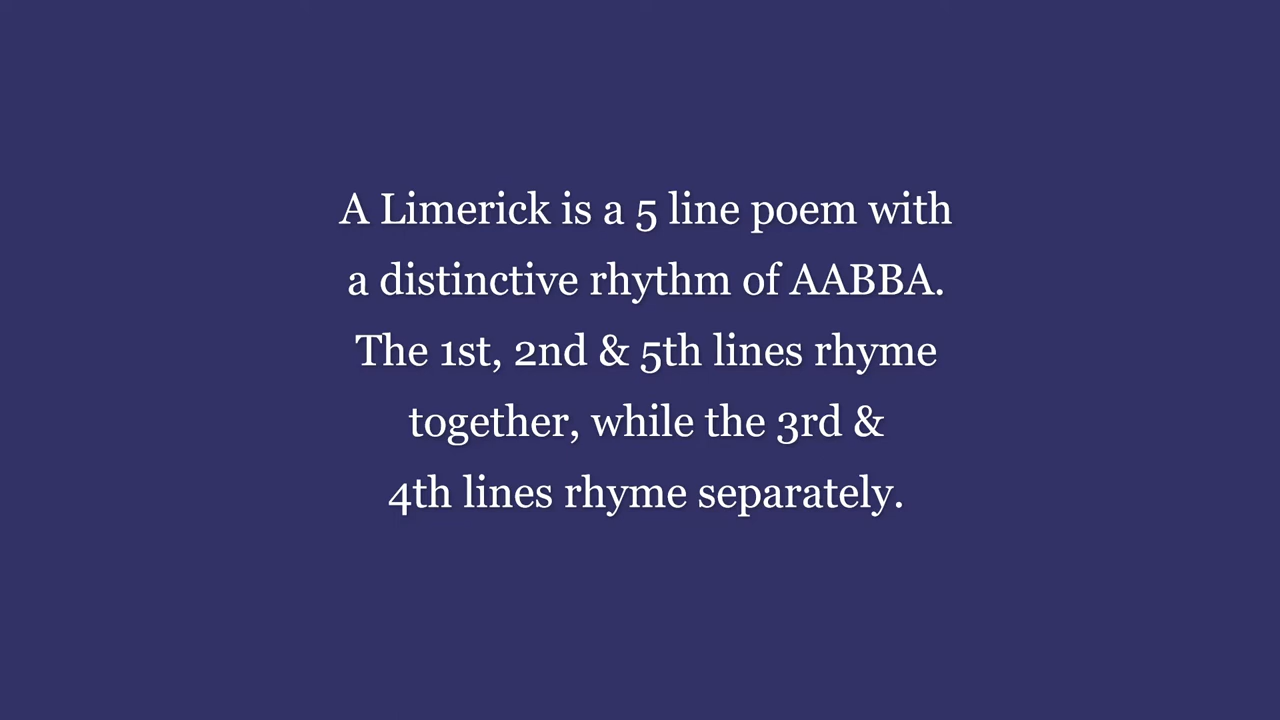 A Limerick is a 5 line poem with
a distinctive rhythm of AABBA.
The 1st, 2nd & 5th lines rhyme
together, while the 3rd &
4th lines rhyme separately.